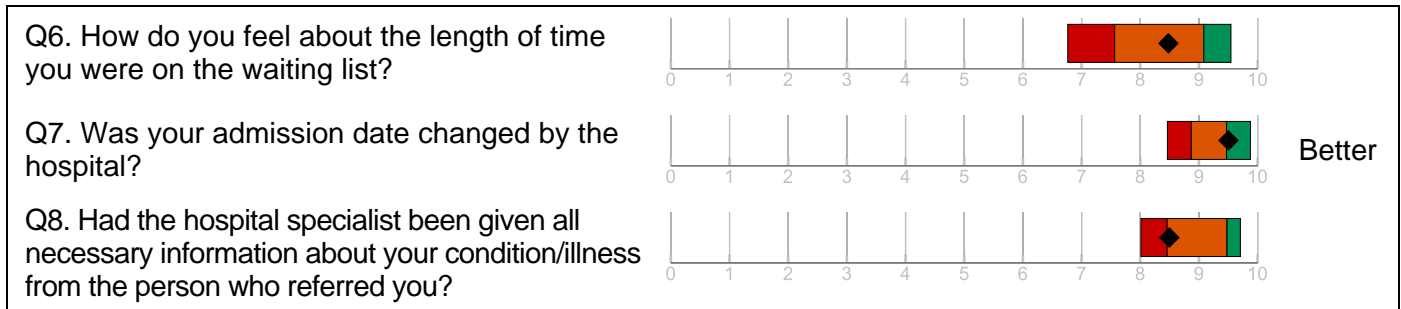 Q6. How do you feel about the length of time
you were on the waiting list?
0 1 2 3 4 5 6 7 8 9 10
Q7. Was your admission date changed by the
hospital?
0 1 2 3 4 5 6 7 8 9 10
Better
Q8. Had the hospital specialist been given all
necessary information about your condition/illness
from the person who referred you?
0 1 2 3 4 5 6 7 8 9 10